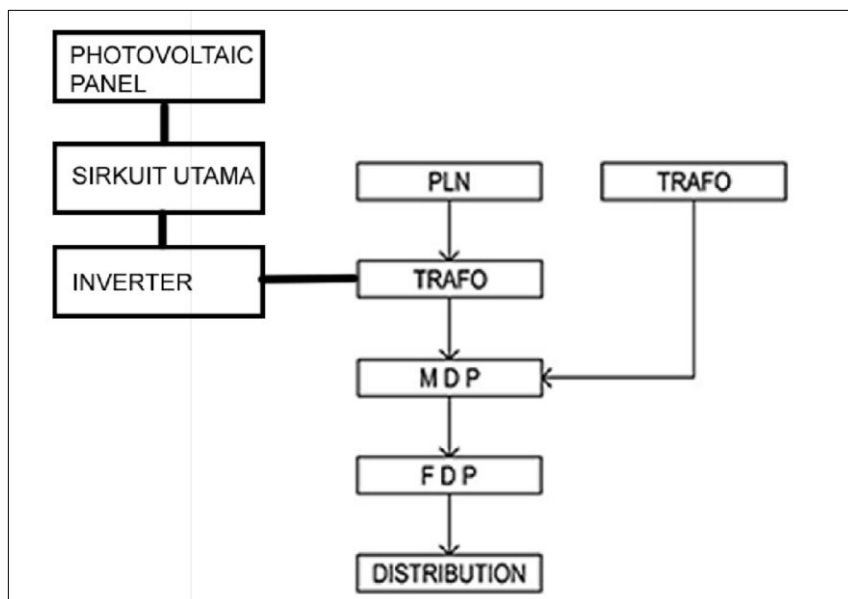 PHOTOVOLTAIC
PANEL
SIRKUIT UTAMA
INVERTER
PLN
TRAFO
TRAFO
M D P
F D P
DISTRIBUTION